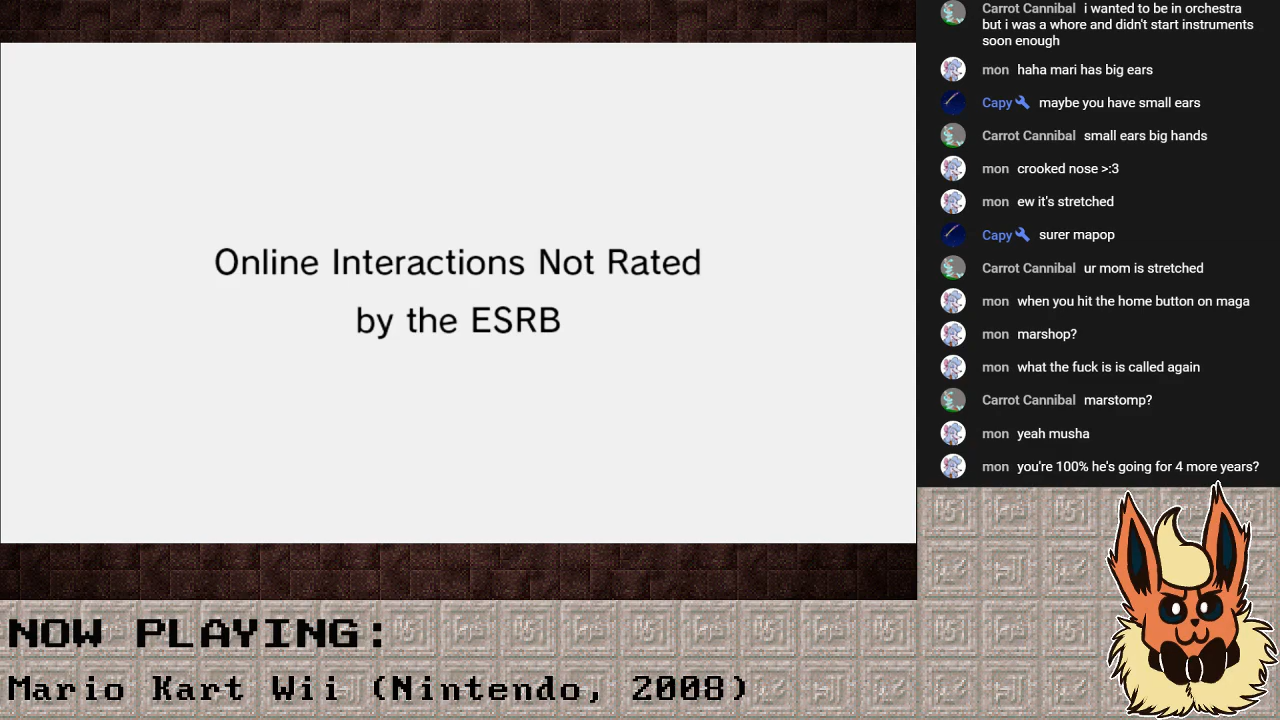 Online Interactions Not Rated
by the ESRB
NOW PLAYING:
Mario Kart Wii (Nintendo, 2008)
Carrot Cannibal i wanted to be in orchestra
but i was a whore and didn't start instruments
soon enough
mon haha mari has big ears
Capy maybe you have small ears
Carrot Cannibal small ears big hands
mon crooked nose >:3
mon ew it's stretched
Capy surer mapop
Carrot Cannibal ur mom is stretched
mon when you hit the home button on maga
mon marshop?
mon what the fuck is is called again
Carrot Cannibal marstomp?
mon yeah musha
mon you're 100% he's going for 4 more years?